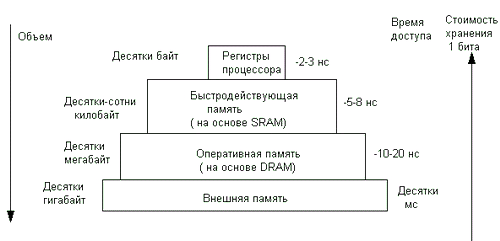 Объем
Время
доступа
Стоимость
хранения
1 бита
Десятки байт
Регистры
процессора
-2-3 нс
Десятки-сотни
килобайт
Быстродействующая
память
( на основе SRAM)
-5-8 нс
Десятки
мегабайт
Оперативная память
( на основе DRAM)
-10-20 нс
Десятки
гигабайт
Внешняя память
Десятки
мс